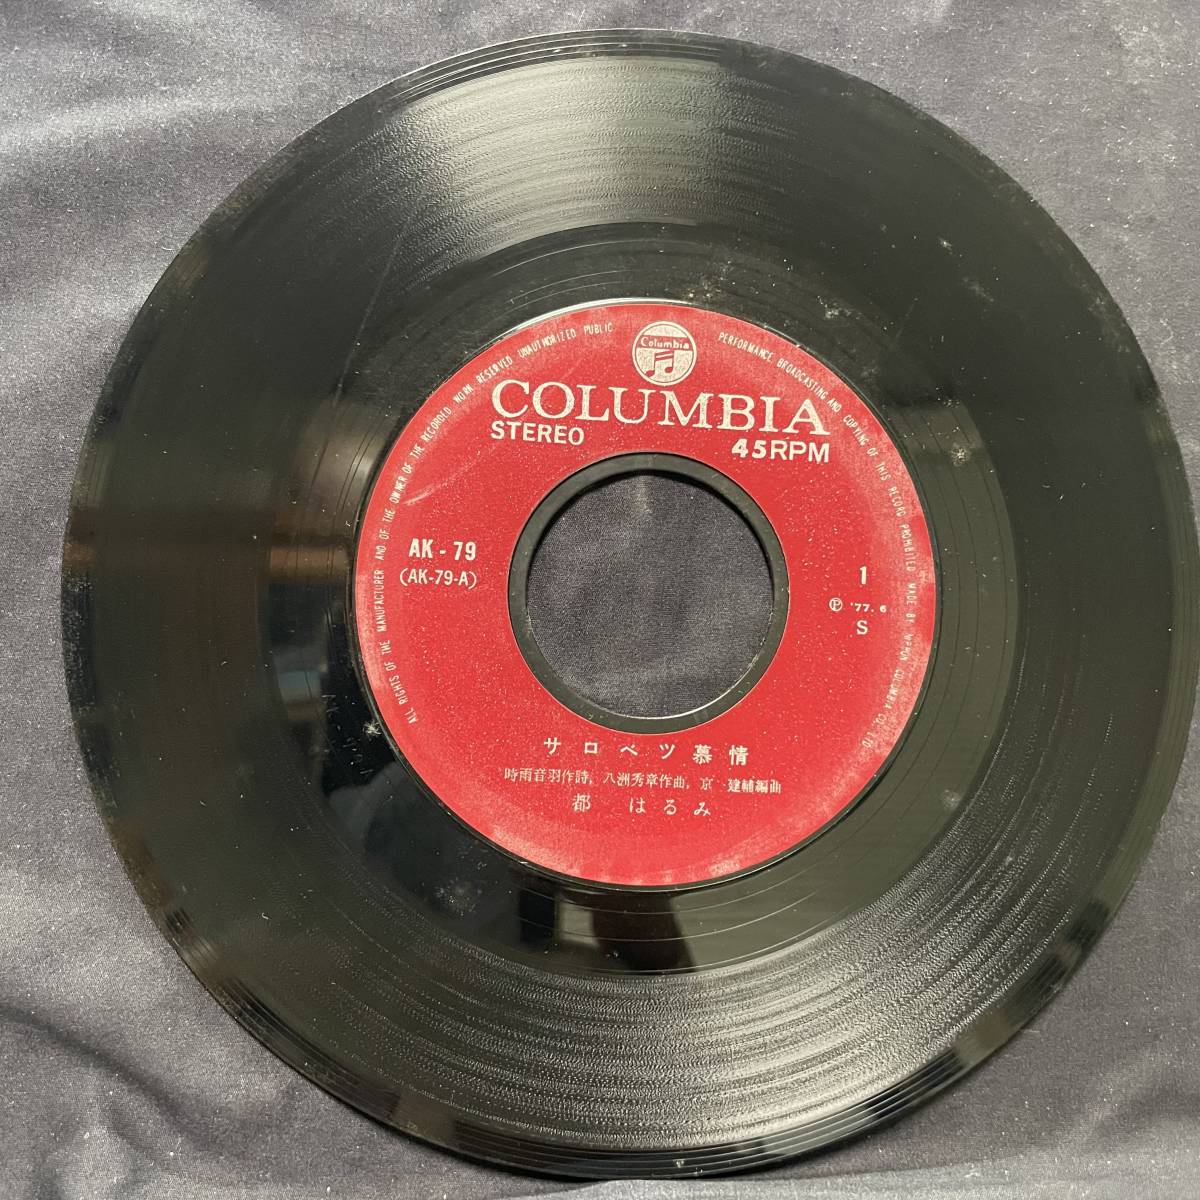 Columbia
COLUMBIA
STEREO
45RPM
AK - 79
(AK-79-A)
1
Ⓟ '77. 6
S
サロベツ慕情
時雨音羽作詩, 八洲秀章作曲, 京 建輔編曲
都 はるみ
ALL RIGHTS OF THE MANUFACTURER AND OF THE OWNER OF THE RECORDED WORK RESERVED UNAUTHORIZED PUBLIC PERFORMANCE BROADCASTING AND COPYING OF THIS RECORD PROHIBITED MADE BY NIPPON COLUMBIA CO., LTD.